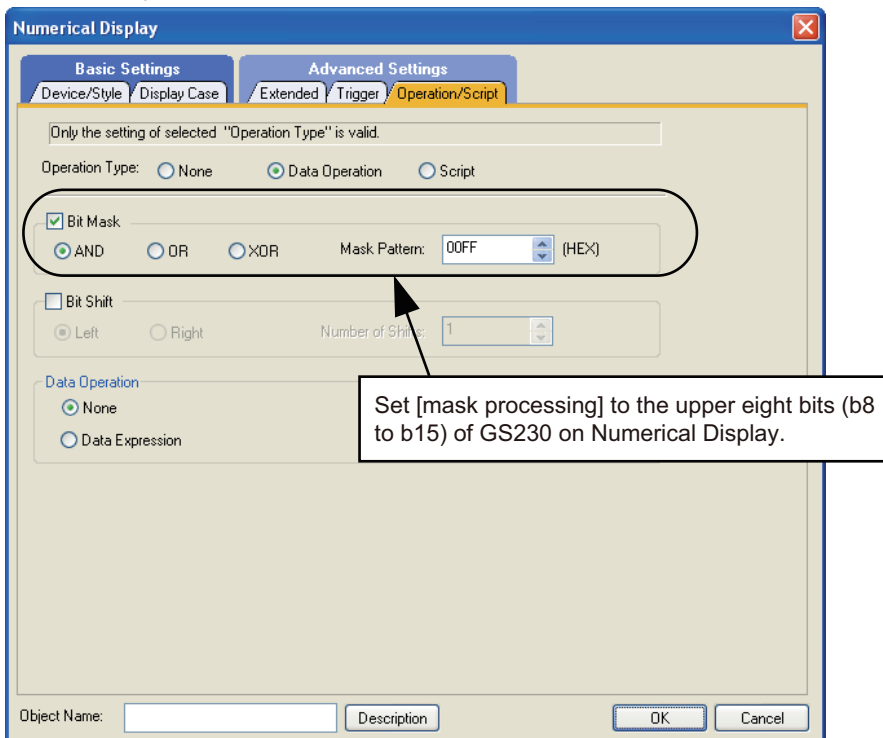 Numerical Display
Basic Settings
Advanced Settings
Device/Style
Display Case
Extended
Trigger
Operation/Script
Only the setting of selected "Operation Type" is valid.
Operation Type:
None
Data Operation
Script
Bit Mask
AND
OR
XOR
Mask Pattern:
00FF
(HEX)
Bit Shift
Left
Right
Number of Shifts:
1
Data Operation
None
Data Expression
Set [mask processing] to the upper eight bits (b8
to b15) of GS230 on Numerical Display.
Object Name:
Description
OK
Cancel